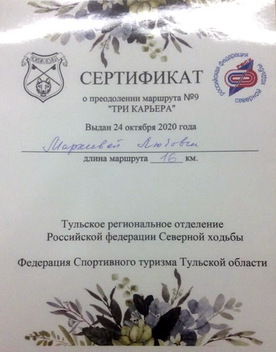 СЕРТИФИКАТ
о преодолении маршрута №9
"ТРИ КАРЬЕРА"
Выдан 24 октября 2020 года
Любови
длина маршрута 16 км.
Тульское региональное отделение
Российской федерации Северной ходьбы
Федерация Спортивного туризма Тульской области